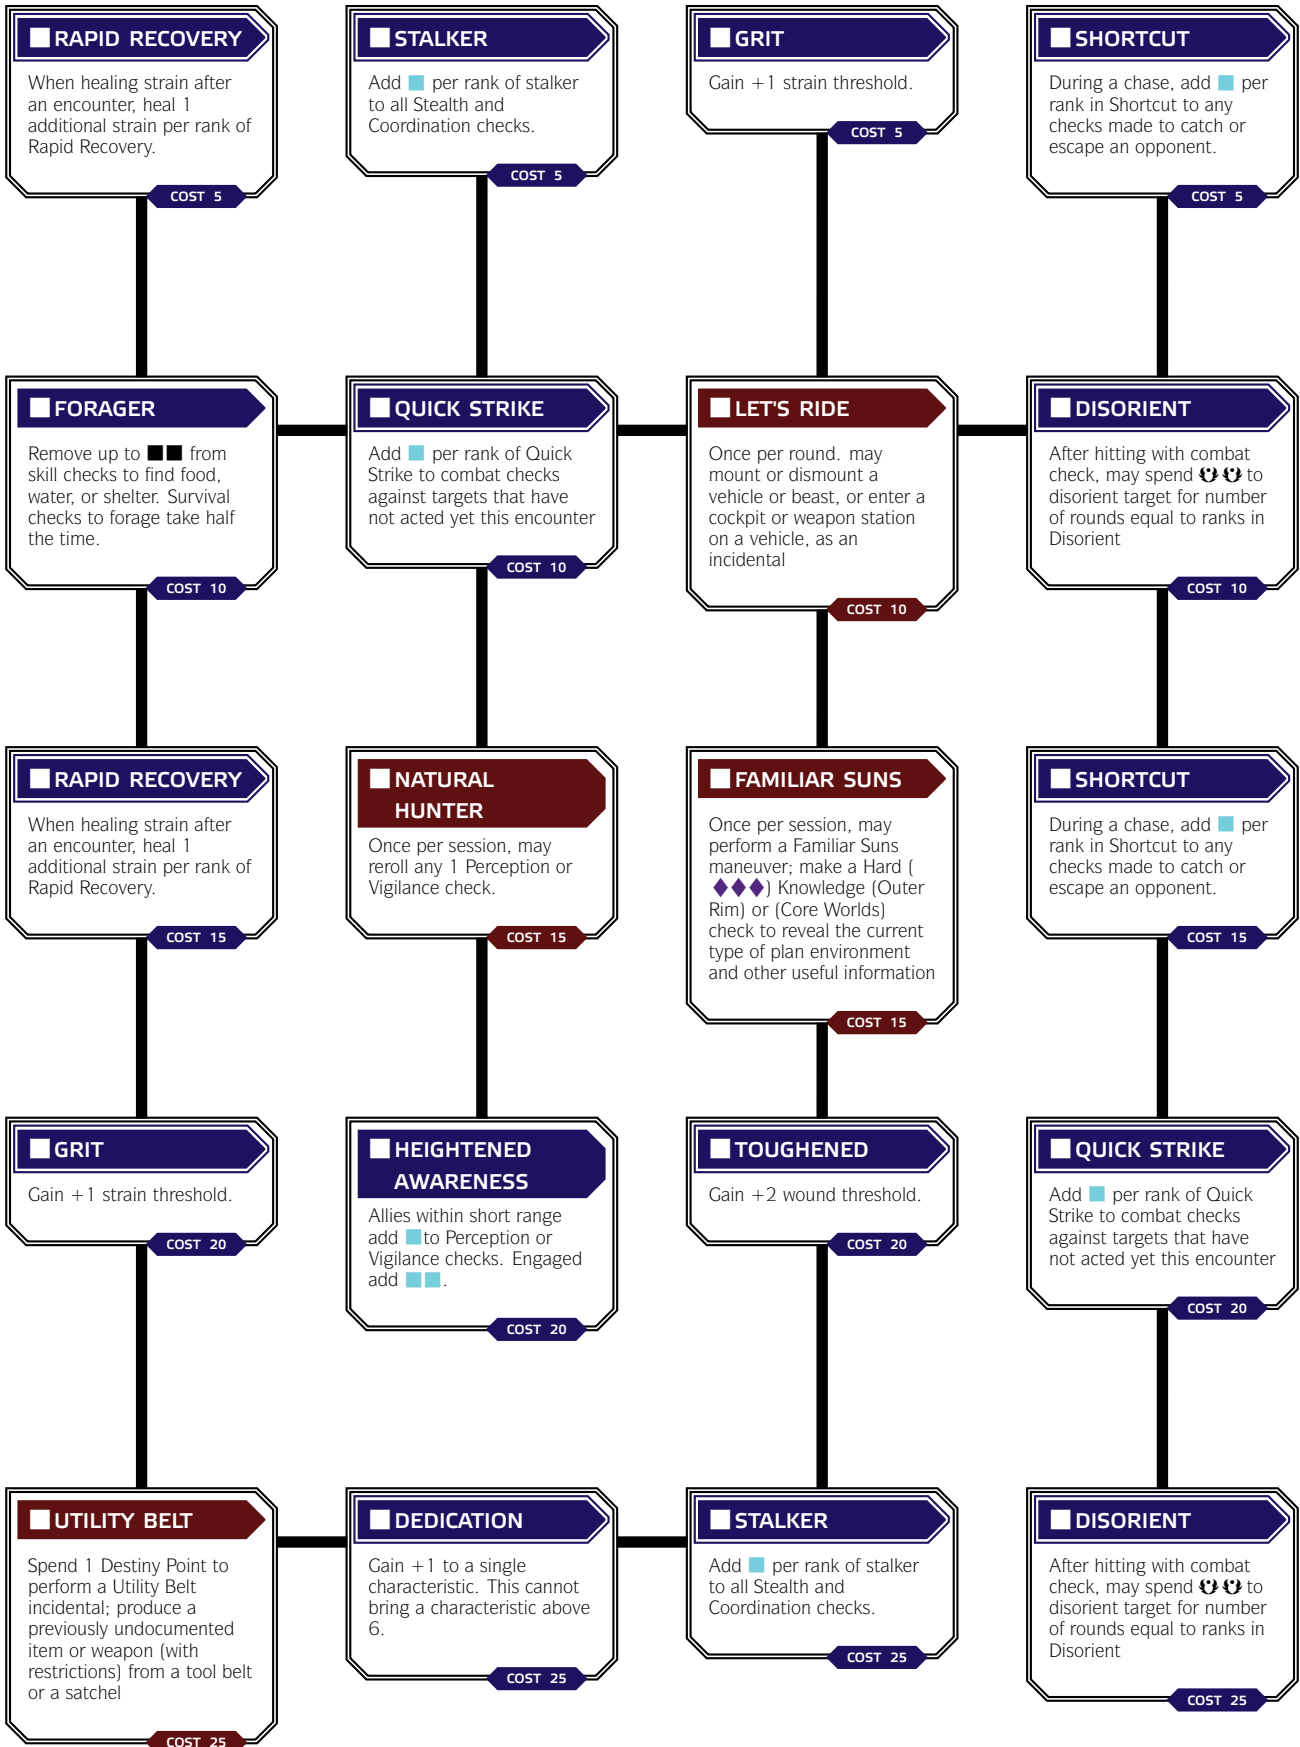 RAPID RECOVERY
When healing strain after
an encounter, heal 1
additional strain per rank of
Rapid Recovery.
COST 5
STALKER
Add per rank of stalker
to all Stealth and
Coordination checks.
COST 5
GRIT
Gain +1 strain threshold.
COST 5
SHORTCUT
During a chase, add per
rank in Shortcut to any
checks made to catch or
escape an opponent.
COST 5
FORAGER
Remove up to from
skill checks to find food,
water, or shelter. Survival
checks to forage take half
the time.
COST 10
QUICK STRIKE
Add per rank of Quick
Strike to combat checks
against targets that have
not acted yet this encounter
COST 10
LET'S RIDE
Once per round. may
mount or dismount a
vehicle or beast, or enter a
cockpit or weapon station
on a vehicle, as an
incidental
COST 10
DISORIENT
After hitting with combat
check, may spend to
disorient target for number
of rounds equal to ranks in
Disorient
COST 10
RAPID RECOVERY
When healing strain after
an encounter, heal 1
additional strain per rank of
Rapid Recovery.
COST 15
NATURAL
HUNTER
Once per session, may
reroll any 1 Perception or
Vigilance check.
COST 15
FAMILIAR SUNS
Once per session, may
perform a Familiar Suns
maneuver; make a Hard (
) Knowledge (Outer
Rim) or (Core Worlds)
check to reveal the current
type of plan environment
and other useful information
COST 15
SHORTCUT
During a chase, add per
rank in Shortcut to any
checks made to catch or
escape an opponent.
COST 15
GRIT
Gain +1 strain threshold.
COST 20
HEIGHTENED
AWARENESS
Allies within short range
add to Perception or
Vigilance checks. Engaged
add .
COST 20
TOUGHENED
Gain +2 wound threshold.
COST 20
QUICK STRIKE
Add per rank of Quick
Strike to combat checks
against targets that have
not acted yet this encounter
COST 20
UTILITY BELT
Spend 1 Destiny Point to
perform a Utility Belt
incidental; produce a
previously undocumented
item or weapon (with
restrictions) from a tool belt
or a satchel
COST 25
DEDICATION
Gain +1 to a single
characteristic. This cannot
bring a characteristic above
6.
COST 25
STALKER
Add per rank of stalker
to all Stealth and
Coordination checks.
COST 25
DISORIENT
After hitting with combat
check, may spend to
disorient target for number
of rounds equal to ranks in
Disorient
COST 25